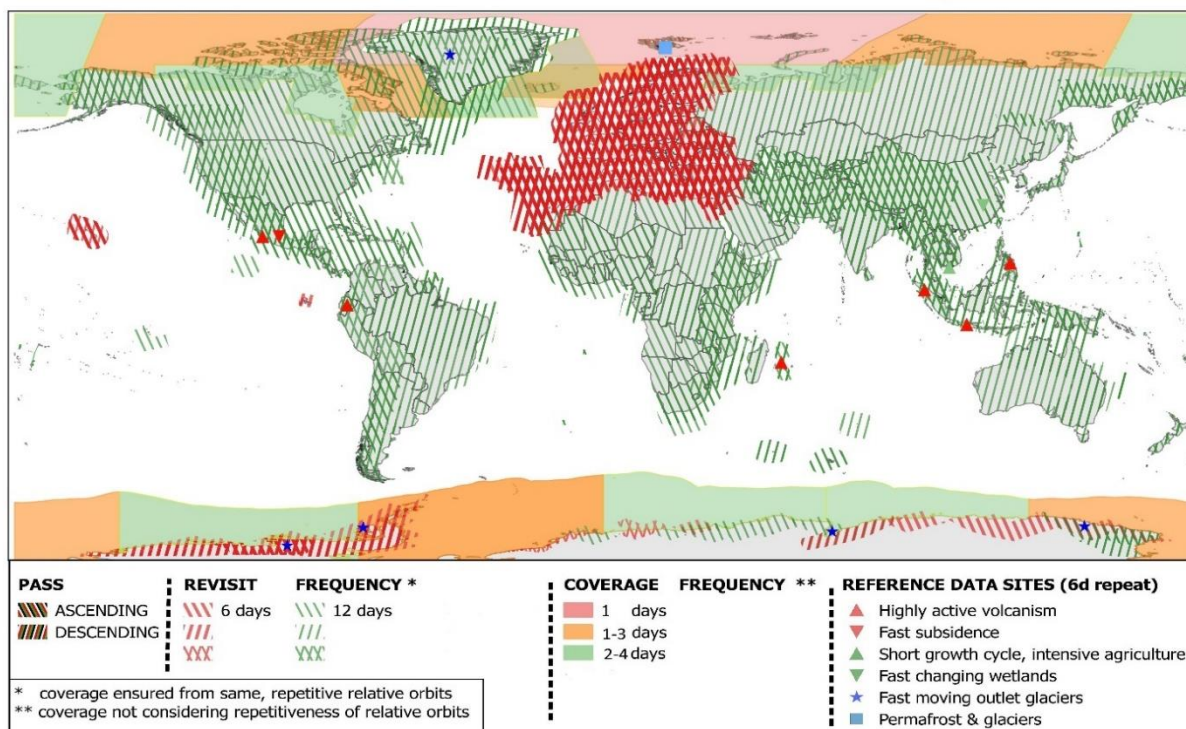 PASS
ASCENDING
DESCENDING
REVISIT FREQUENCY *
6 days 12 days
COVERAGE FREQUENCY **
1 days
1-3 days
2-4 days
REFERENCE DATA SITES (6d repeat)
Highly active volcanism
Fast subsidence
Short growth cycle, intensive agriculture
Fast changing wetlands
Fast moving outlet glaciers
Permafrost & glaciers
* coverage ensured from same, repetitive relative orbits
** coverage not considering repetitiveness of relative orbits